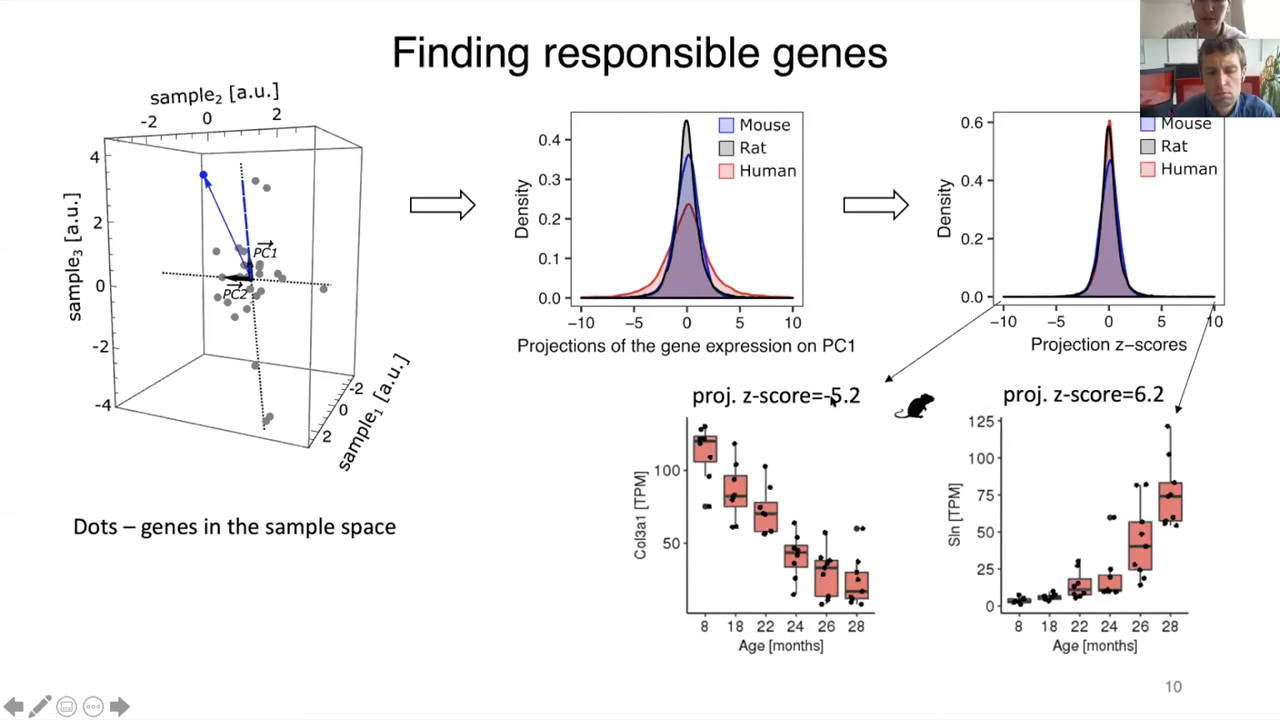 Finding responsible genes
sample2 [a.u.]
-2 0 2
4
2
0
-2
-4
sample3 [a.u.]
PC1
PC2
-2
0
2
sample1 [a.u.]
Dots – genes in the sample space
Mouse
Rat
Human
0.4
0.3
0.2
0.1
0.0
Density
−10 −5 0 5 10
Projections of the gene expression on PC1
Mouse
Rat
Human
0.6
0.4
0.2
0.0
Density
−10 −5 0 5 10
Projection z−scores
proj. z-score=-5.2
100
50
Col3a1 [TPM]
8 18 22 24 26 28
Age [months]
proj. z-score=6.2
125
100
75
50
25
0
Sln [TPM]
8 18 22 24 26 28
Age [months]
10